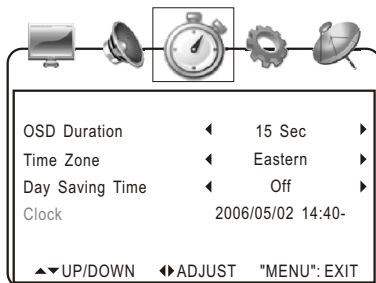 OSD Duration ◀ 15 Sec ▶
Time Zone ◀ Eastern ▶
Day Saving Time ◀ Off ▶
Clock 2006/05/02 14:40-
▲▼UP/DOWN ◀▶ADJUST "MENU": EXIT